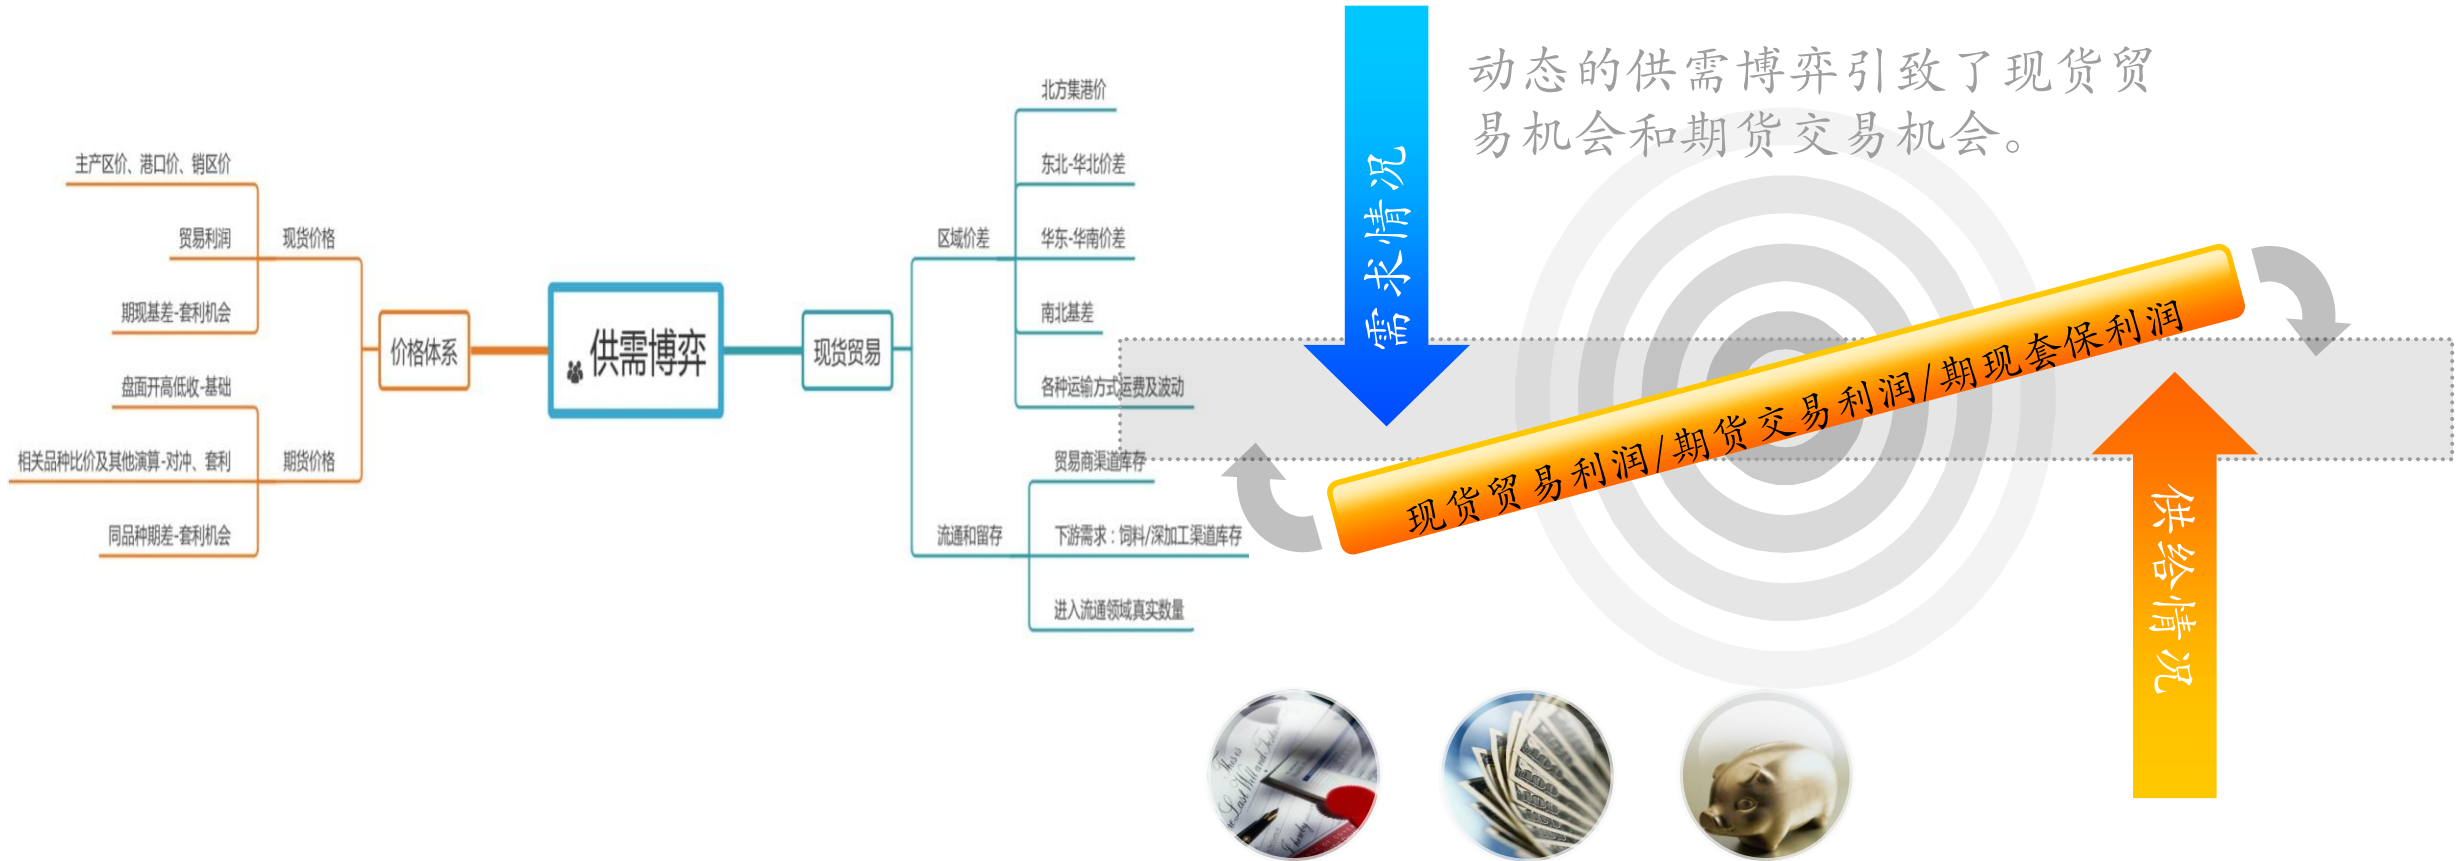 主产区价、港口价、销区价
贸易利润
期现基差-套利机会
现货价格
盘面开高低收-基础
相关品种比价及其他演算-对冲、套利
同品种期差-套利机会
期货价格
价格体系
供需博弈
现货贸易
区域价差
北方集港价
东北-华北价差
华东-华南价差
南北基差
各种运输方式运费及波动
流通和留存
贸易商渠道库存
下游需求：饲料/深加工渠道库存
进入流通领域真实数量
动态的供需博弈引致了现货贸
易机会和期货交易机会。
需求情况
现货贸易利润/期货交易利润/期现套保利润
供给情况
This is
Last Will and Testa
I hereby